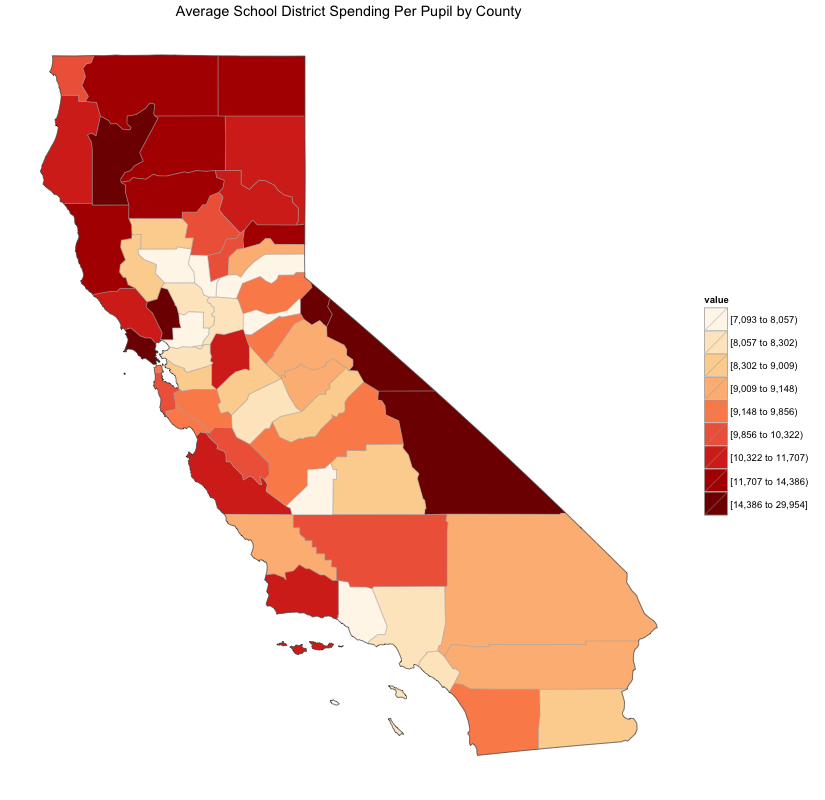 Average School District Spending Per Pupil by County
value
[7,093 to 8,057)
[8,057 to 8,302)
[8,302 to 9,009)
[9,009 to 9,148)
[9,148 to 9,856)
[9,856 to 10,322)
[10,322 to 11,707)
[11,707 to 14,386)
[14,386 to 29,954]